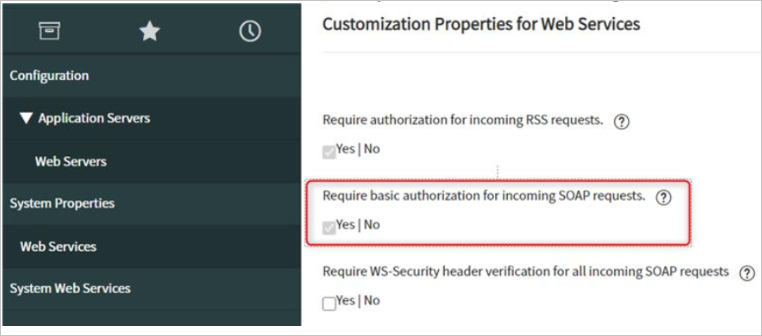 Customization Properties for Web Services
Configuration
Application Servers
Web Servers
System Properties
Web Services
System Web Services
Require authorization for incoming RSS requests.
Yes | No
Require basic authorization for incoming SOAP requests.
Yes | No
Require WS-Security header verification for all incoming SOAP requests
Yes | No